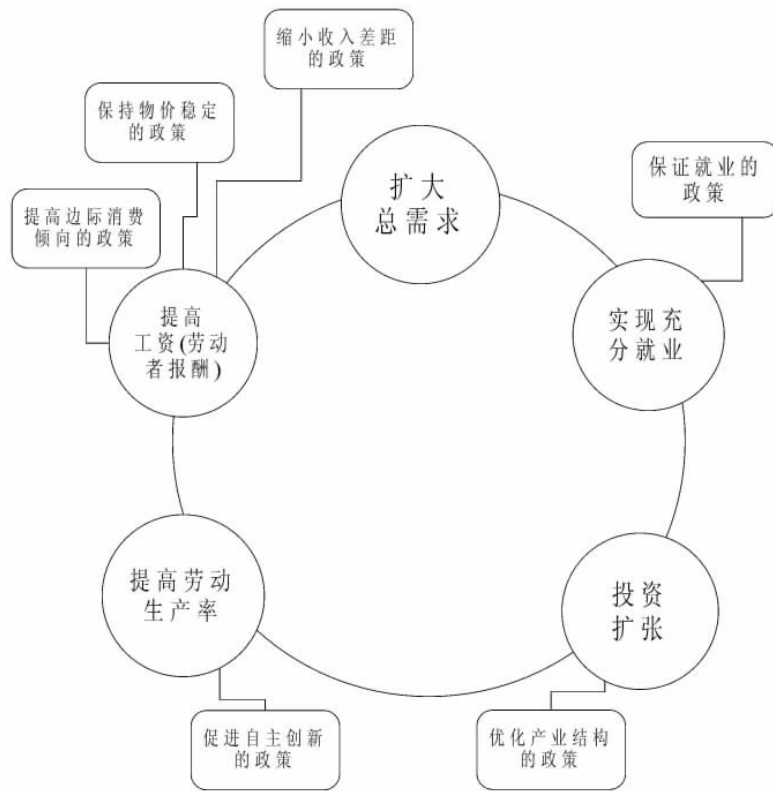 缩小收入差距
的政策
保持物价稳定
的政策
提高边际消费
倾向的政策
扩大
总需求
保证就业的
政策
提高
工资(劳动
者报酬)
实现充
分就业
提高劳动
生产率
投资
扩张
促进自主创新
的政策
优化产业结构
的政策